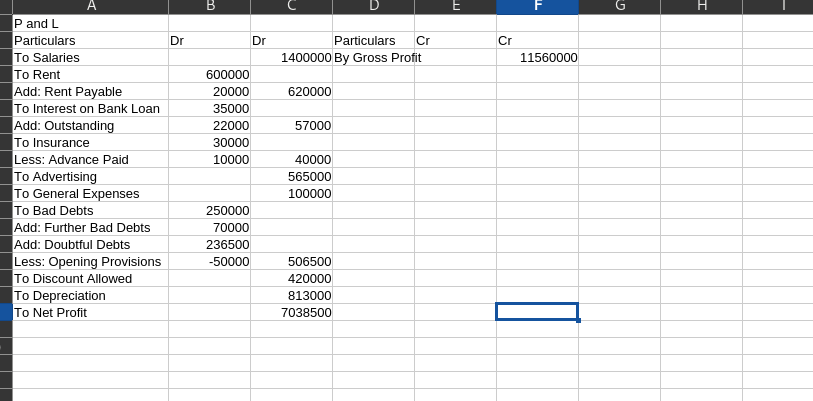 A B C D E F G H I
P and L
Particulars Dr Dr Particulars Cr Cr
To Salaries 1400000 By Gross Profit 11560000
To Rent 600000
Add: Rent Payable 20000 620000
To Interest on Bank Loan 35000
Add: Outstanding 22000 57000
To Insurance 30000
Less: Advance Paid 10000 40000
To Advertising 565000
To General Expenses 100000
To Bad Debts 250000
Add: Further Bad Debts 70000
Add: Doubtful Debts 236500
Less: Opening Provisions -50000 506500
To Discount Allowed 420000
To Depreciation 813000
To Net Profit 7038500